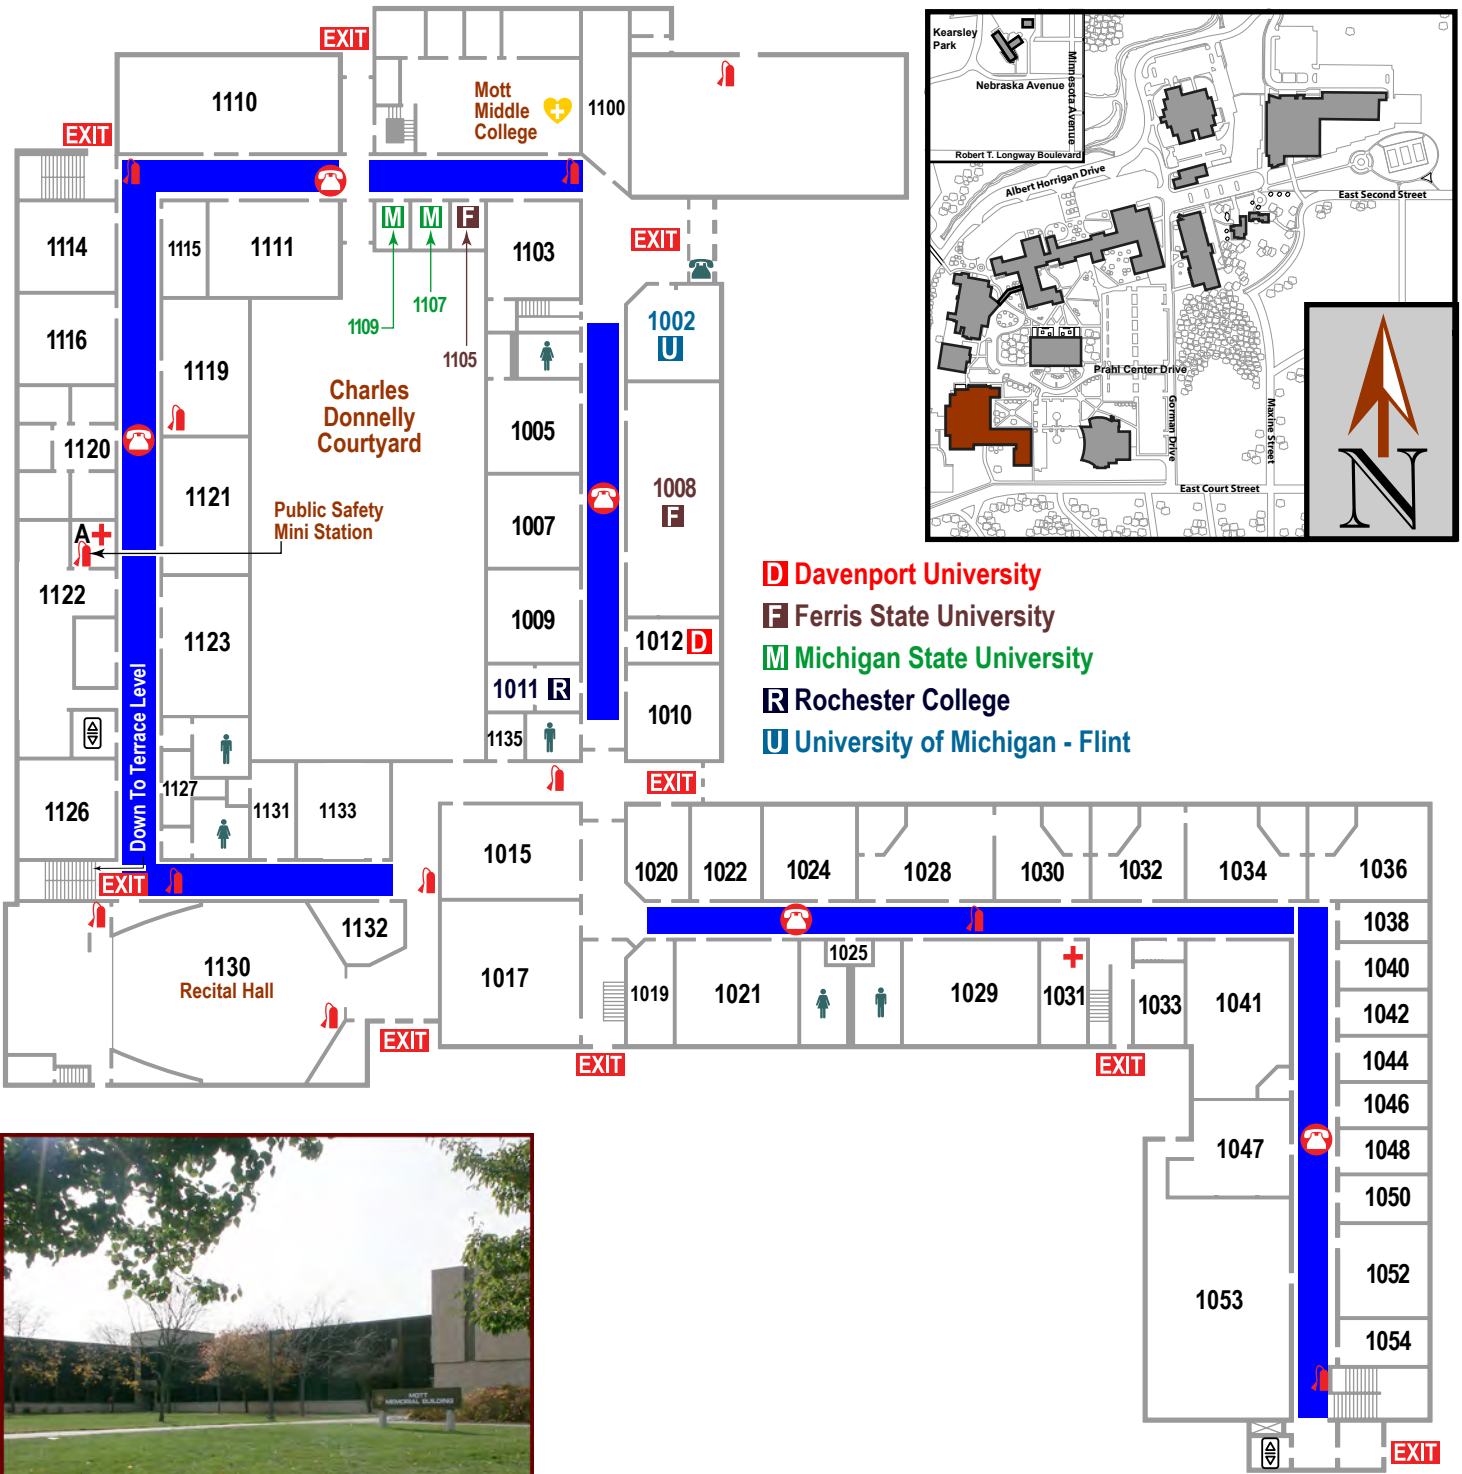 EXIT
1110
Mott
Middle
College
1100
EXIT
M
M
F
1114
1115
1111
1103
EXIT
1109
1107
1105
1002
U
1116
1119
Charles
Donnelly
Courtyard
1005
1120
1121
Public Safety
Mini Station
1007
1008
F
A
1122
1123
1009
1012 D
1011 R
1010
1135
Down To Terrace Level
1126
1127
1131
1133
EXIT
EXIT
1015
1020
1022
1024
1028
1030
1032
1034
1036
1132
1130
Recital Hall
1017
1019
1021
1025
1029
1031
1033
1041
1038
1040
1042
1044
1046
1048
1050
1052
1054
1047
1053
EXIT
EXIT
EXIT
EXIT
D Davenport University
F Ferris State University
M Michigan State University
R Rochester College
U University of Michigan - Flint
Kearsley
Park
Nebraska Avenue
Minnesota Avenue
Robert T. Longway Boulevard
Albert Horrigan Drive
East Second Street
Prahl Center Drive
Gorman Drive
Maxine Street
East Court Street
N
MOTT
MEMORIAL BUILDING